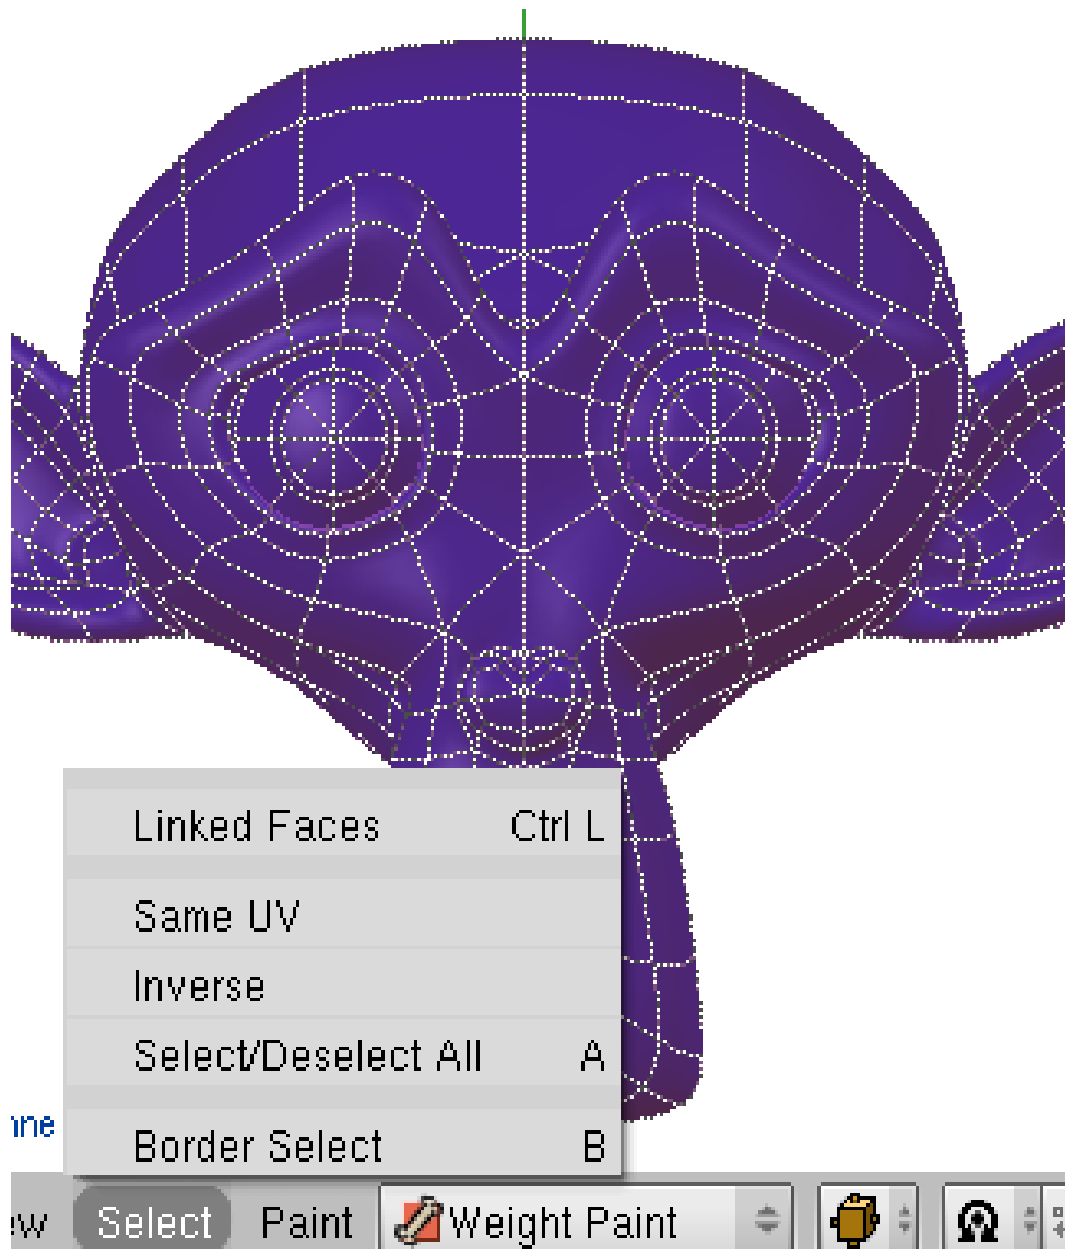 Linked Faces Ctrl L
Same UV
Inverse
Select/Deselect All A
Border Select B
Select Paint Weight Paint